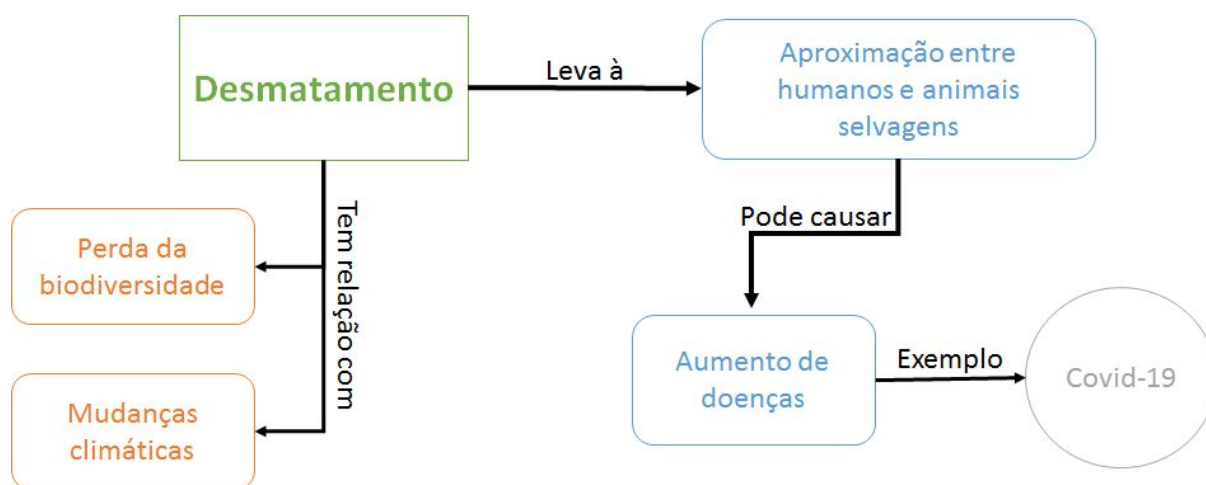 Desmatamento
Leva à
Aproximação entre
humanos e animais
selvagens
Pode causar
Tem relação com
Perda da
biodiversidade
Mudanças
climáticas
Aumento de
doenças
Exemplo
Covid-19